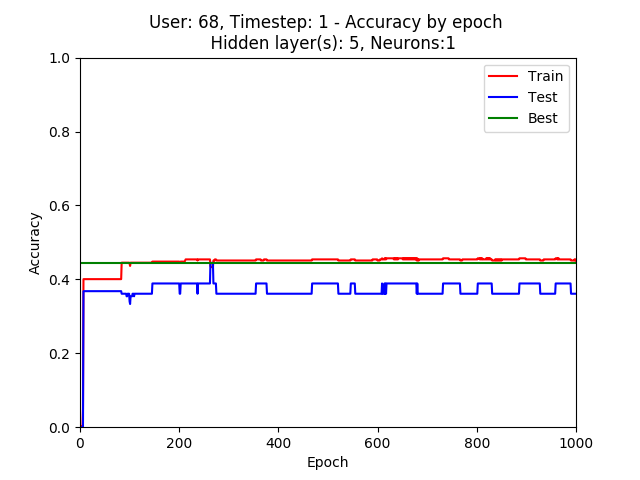 User: 68, Timestep: 1 - Accuracy by epoch
Hidden layer(s): 5, Neurons:1
1.0
0.8
0.6
0.4
0.2
0.0
Accuracy
Train
Test
Best
0 200 400 600 800 1000
Epoch